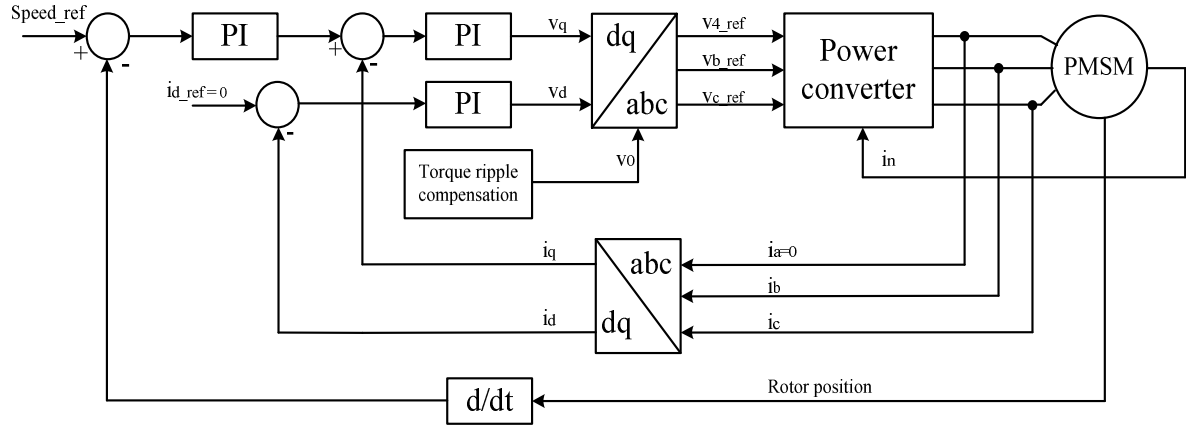 Speed_ref
+
-
PI
+
-
PI
vq
dq
abc
v4_ref
vb_ref
vc_ref
Power
converter
PMSM
id_ref = 0
-
PI
vd
Torque ripple
compensation
v0
in
iq
id
abc
dq
ia=0
ib
ic
d/dt
Rotor position